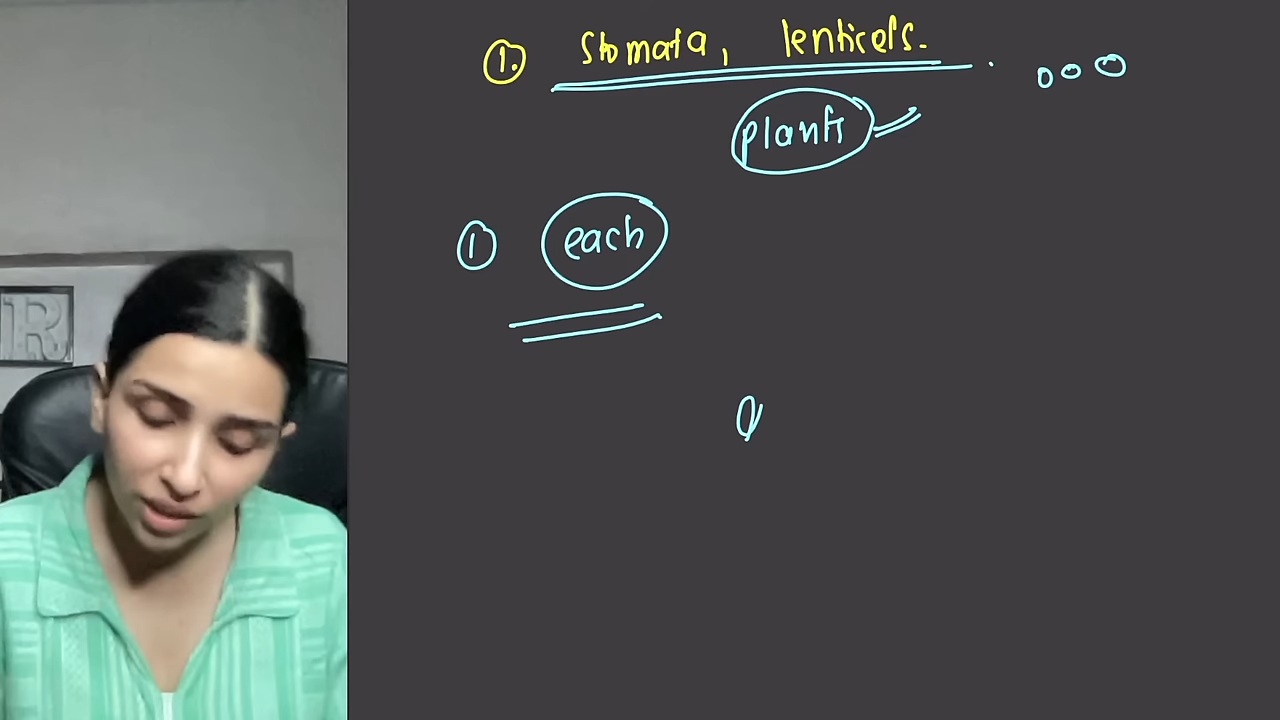 ①. Stomata, lenticels.
plants
① each
R